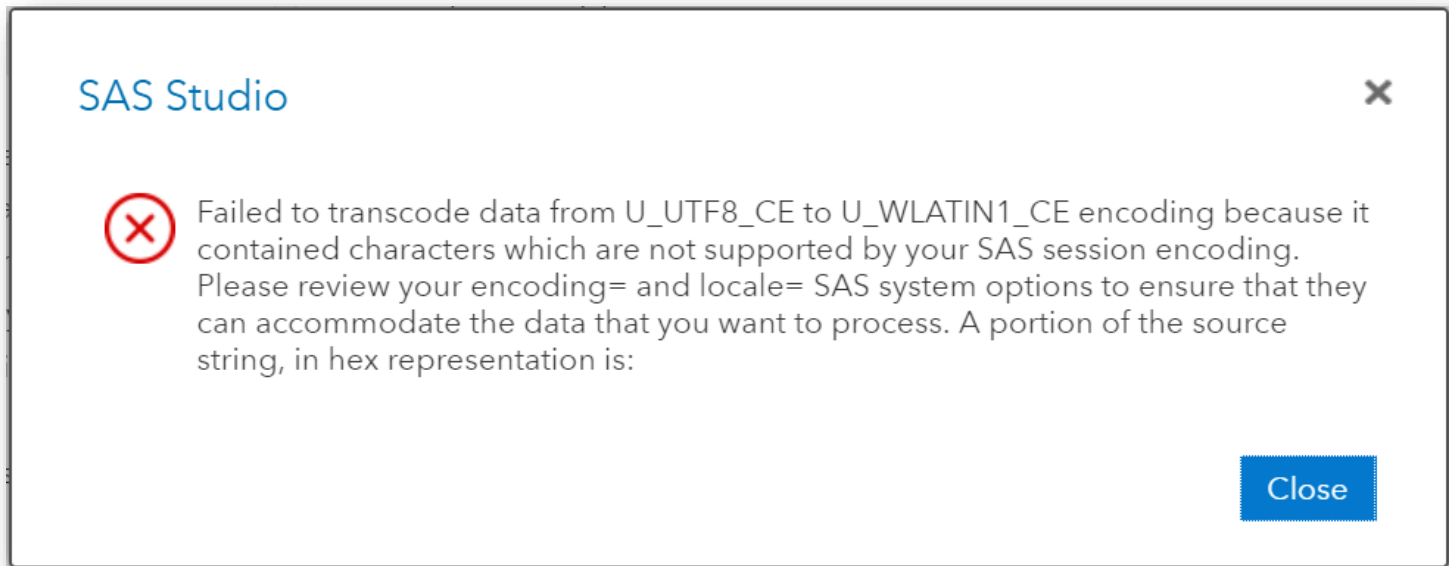 SAS Studio
Failed to transcode data from U_UTF8_CE to U_WLATIN1_CE encoding because it
contained characters which are not supported by your SAS session encoding.
Please review your encoding= and locale= SAS system options to ensure that they
can accommodate the data that you want to process. A portion of the source
string, in hex representation is:
Close